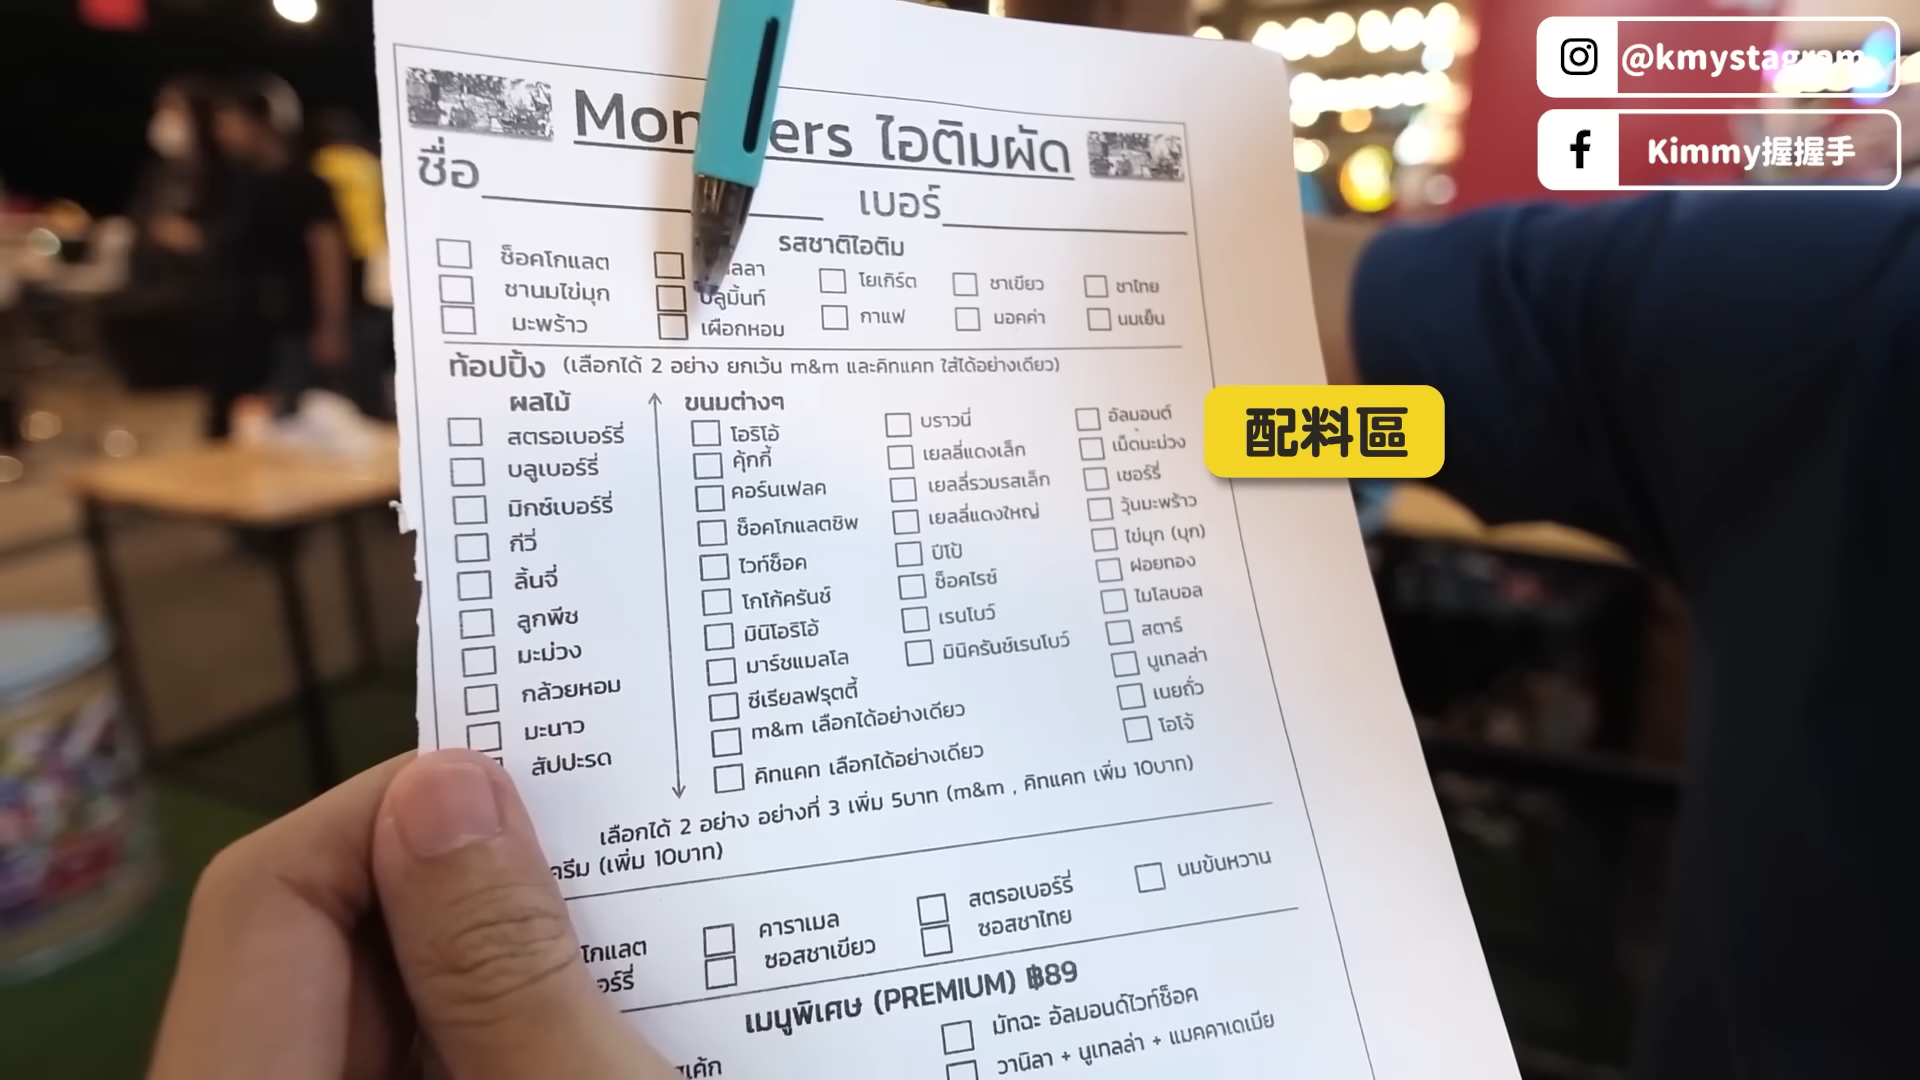 @kmystagram
Kimmy握握手
Mon ers ไอติมผัด
ชื่อ
เบอร์
รสชาติไอติม
ช็อคโกแลต
ชานมไข่มุก
มะพร้าว
บลูมิ้นท์
เผือกหอม
โยเกิร์ต
กาแฟ
ชาเขียว
มอคค่า
ชาไทย
นมเย็น
ท้อปปิ้ง (เลือกได้ 2 อย่าง ยกเว้น m&m และคิทแคท ใส่ได้อย่างเดียว)
ผลไม้
สตรอเบอร์รี่
บลูเบอร์รี่
มิกซ์เบอร์รี่
กีวี่
ลิ้นจี่
ลูกพีช
มะม่วง
กล้วยหอม
มะนาว
สัปปะรด
ขนมต่างๆ
โอริโอ้
คุ้กกี้
คอร์นเฟลค
ช็อคโกแลตชิพ
ไวท์ช็อค
โกโก้ครันช์
มินิโอริโอ้
มาร์ชแมลโล
ซีเรียลฟรุตตี้
m&m เลือกได้อย่างเดียว
คิทแคท เลือกได้อย่างเดียว
บราวนี่
เยลลี่แดงเล็ก
เยลลี่รวมรสเล็ก
เยลลี่แดงใหญ่
ปีโป้
ช็อคไรซ์
เรนโบว์
มินิครันช์เรนโบว์
อัลมอนต์
เม็ดมะม่วง
เชอร์รี่
วุ้นมะพร้าว
ไข่มุก (บุก)
ฝอยทอง
ไมโลบอล
สตาร์
นูเทลล่า
เนยถั่ว
โอโจ้
配料區
เลือกได้ 2 อย่าง อย่างที่ 3 เพิ่ม 5บาท (m&m , คิทแคท เพิ่ม 10บาท)
ครีม (เพิ่ม 10บาท)
โกแลต
อร์รี่
คาราเมล
ซอสชาเขียว
สตรอเบอร์รี่
ซอสชาไทย
นมข้นหวาน
เมนูพิเศษ (PREMIUM) ฿89
มัทฉะ อัลมอนด์ไวท์ช็อค
วานิลา + นูเทลล่า + แมคคาเดเมีย
เค้ก